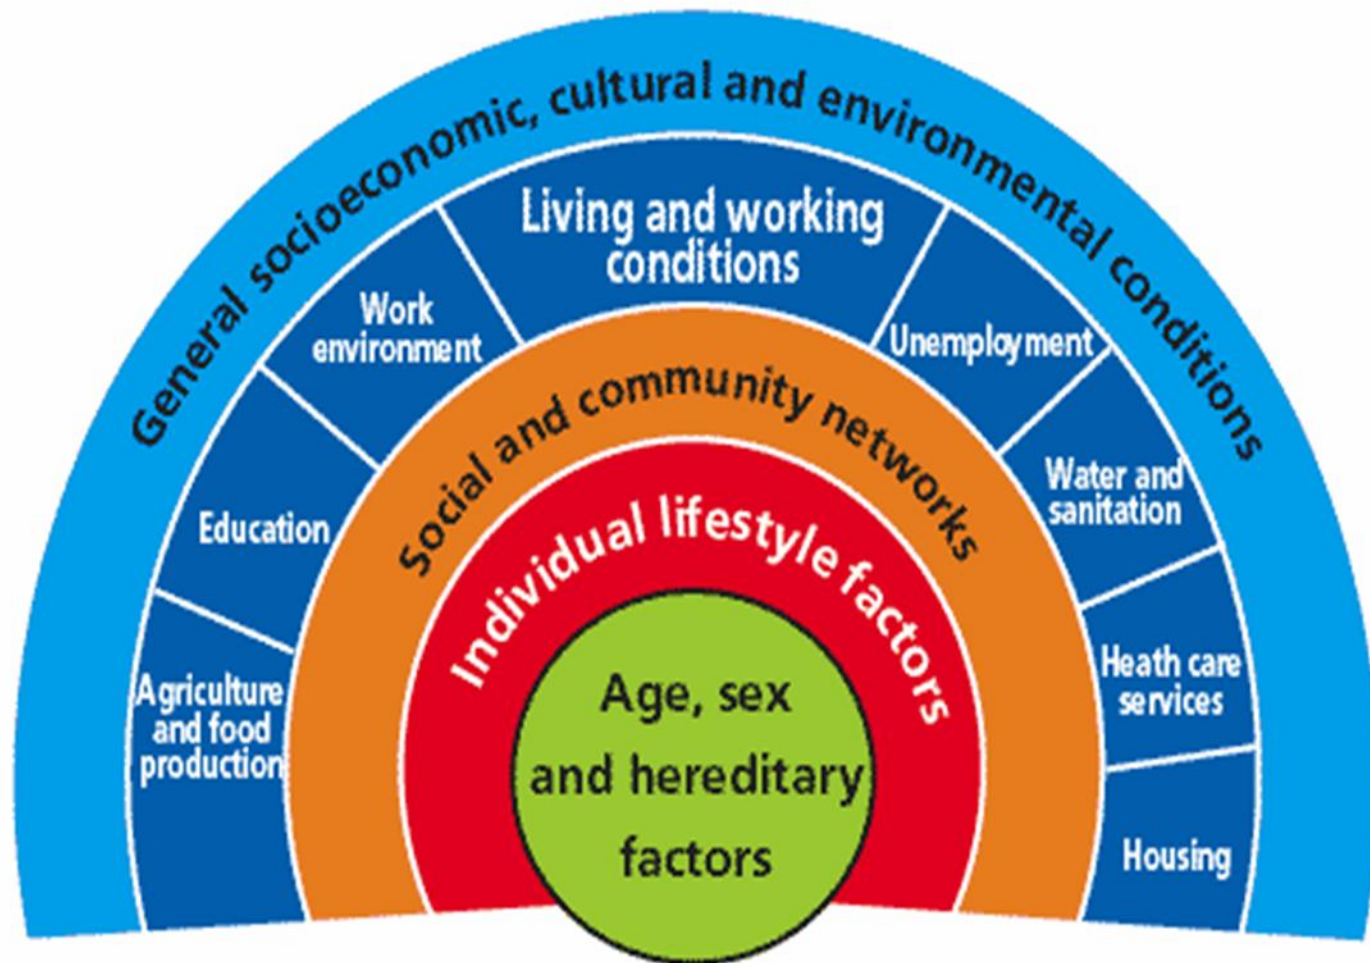 General socioeconomic, cultural and environmental conditions
Living and working
conditions
Work
environment
Unemployment
Education
Water and
sanitation
Agriculture
and food
production
Heath care
services
Housing
Social and community networks
Individual lifestyle factors
Age, sex
and hereditary
factors